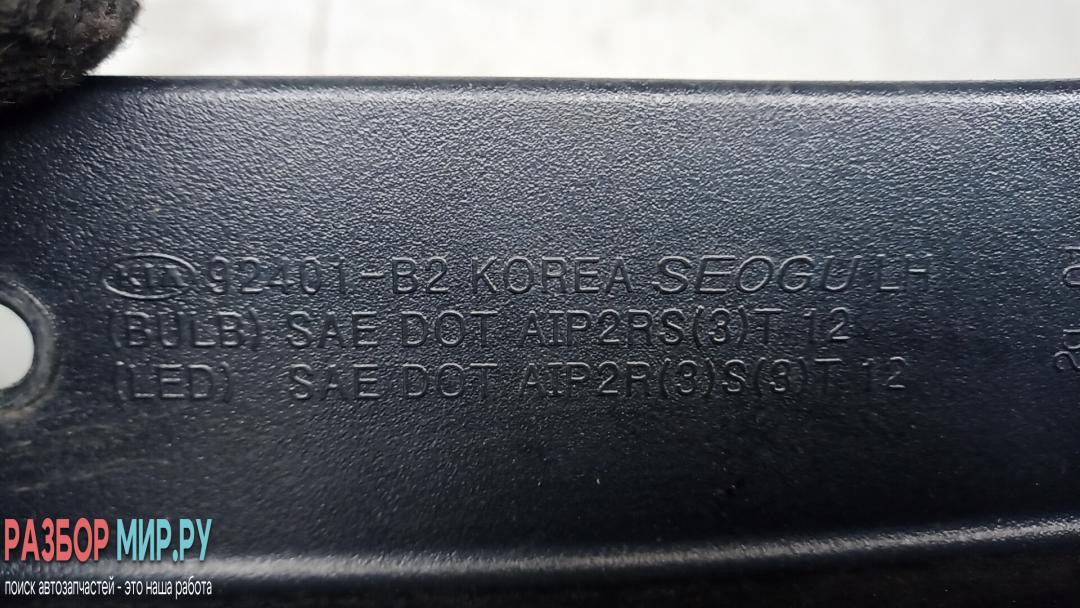 KIA 92401-B2 KOREA SEOGU LH
(BULB) SAE DOT AIP2RS(3)T 12
(LED) SAE DOT AIP2R(3)S(3)T 12
РАЗБОР МИР.РУ
поиск автозапчастей - это наша работа